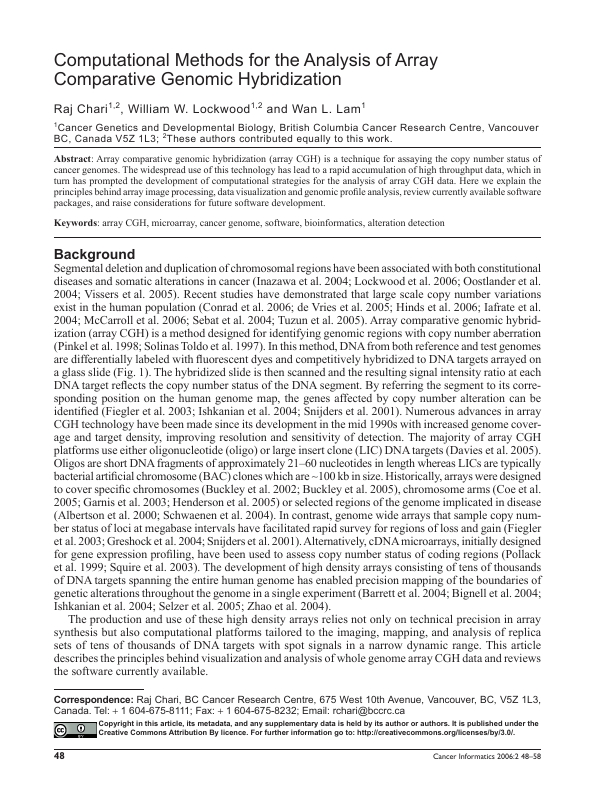 Computational Methods for the Analysis of Array
Comparative Genomic Hybridization
Raj Chari1,2, William W. Lockwood1,2 and Wan L. Lam1
1Cancer Genetics and Developmental Biology, British Columbia Cancer Research Centre, Vancouver
BC, Canada V5Z 1L3; 2These authors contributed equally to this work.
Abstract: Array comparative genomic hybridization (array CGH) is a technique for assaying the copy number status of
cancer genomes. The widespread use of this technology has lead to a rapid accumulation of high throughput data, which in
turn has prompted the development of computational strategies for the analysis of array CGH data. Here we explain the
principles behind array image processing, data visualization and genomic profile analysis, review currently available software
packages, and raise considerations for future software development.
Keywords: array CGH, microarray, cancer genome, software, bioinformatics, alteration detection
Background
Segmental deletion and duplication of chromosomal regions have been associated with both constitutional
diseases and somatic alterations in cancer (Inazawa et al. 2004; Lockwood et al. 2006; Oostlander et al.
2004; Vissers et al. 2005). Recent studies have demonstrated that large scale copy number variations
exist in the human population (Conrad et al. 2006; de Vries et al. 2005; Hinds et al. 2006; Iafrate et al.
2004; McCarroll et al. 2006; Sebat et al. 2004; Tuzun et al. 2005). Array comparative genomic hybrid-
ization (array CGH) is a method designed for identifying genomic regions with copy number aberration
(Pinkel et al. 1998; Solinas Toldo et al. 1997). In this method, DNA from both reference and test genomes
are differentially labeled with fluorescent dyes and competitively hybridized to DNA targets arrayed on
a glass slide (Fig. 1). The hybridized slide is then scanned and the resulting signal intensity ratio at each
DNA target reflects the copy number status of the DNA segment. By referring the segment to its corre-
sponding position on the human genome map, the genes affected by copy number alteration can be
identified (Fiegler et al. 2003; Ishkanian et al. 2004; Snijders et al. 2001). Numerous advances in array
CGH technology have been made since its development in the mid 1990s with increased genome cover-
age and target density, improving resolution and sensitivity of detection. The majority of array CGH
platforms use either oligonucleotide (oligo) or large insert clone (LIC) DNA targets (Davies et al. 2005).
Oligos are short DNA fragments of approximately 21–60 nucleotides in length whereas LICs are typically
bacterial artificial chromosome (BAC) clones which are ~100 kb in size. Historically, arrays were designed
to cover specific chromosomes (Buckley et al. 2002; Buckley et al. 2005), chromosome arms (Coe et al.
2005; Garnis et al. 2003; Henderson et al. 2005) or selected regions of the genome implicated in disease
(Albertson et al. 2000; Schwaenen et al. 2004). In contrast, genome wide arrays that sample copy num-
ber status of loci at megabase intervals have facilitated rapid survey for regions of loss and gain (Fiegler
et al. 2003; Greshock et al. 2004; Snijders et al. 2001). Alternatively, cDNA microarrays, initially designed
for gene expression profiling, have been used to assess copy number status of coding regions (Pollack
et al. 1999; Squire et al. 2003). The development of high density arrays consisting of tens of thousands
of DNA targets spanning the entire human genome has enabled precision mapping of the boundaries of
genetic alterations throughout the genome in a single experiment (Barrett et al. 2004; Bignell et al. 2004;
Ishkanian et al. 2004; Selzer et al. 2005; Zhao et al. 2004).
The production and use of these high density arrays relies not only on technical precision in array
synthesis but also computational platforms tailored to the imaging, mapping, and analysis of replica
sets of tens of thousands of DNA targets with spot signals in a narrow dynamic range. This article
describes the principles behind visualization and analysis of whole genome array CGH data and reviews
the software currently available.
Correspondence: Raj Chari, BC Cancer Research Centre, 675 West 10th Avenue, Vancouver, BC, V5Z 1L3,
Canada. Tel: + 1 604-675-8111; Fax: + 1 604-675-8232; Email: rchari@bccrc.ca
cc BY
Copyright in this article, its metadata, and any supplementary data is held by its author or authors. It is published under the
Creative Commons Attribution By licence. For further information go to: http://creativecommons.org/licenses/by/3.0/.
48
Cancer Informatics 2006:2 48–58